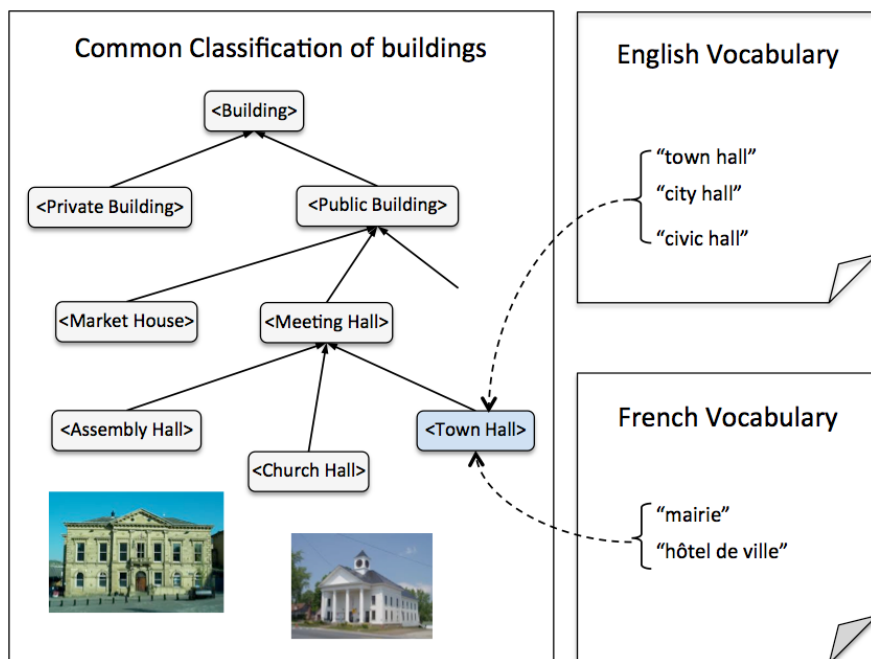 Common Classification of buildings
<Building>
<Private Building>
<Public Building>
<Market House>
<Meeting Hall>
<Assembly Hall>
<Town Hall>
<Church Hall>
English Vocabulary
“town hall”
“city hall”
“civic hall”
French Vocabulary
“mairie”
“hôtel de ville”